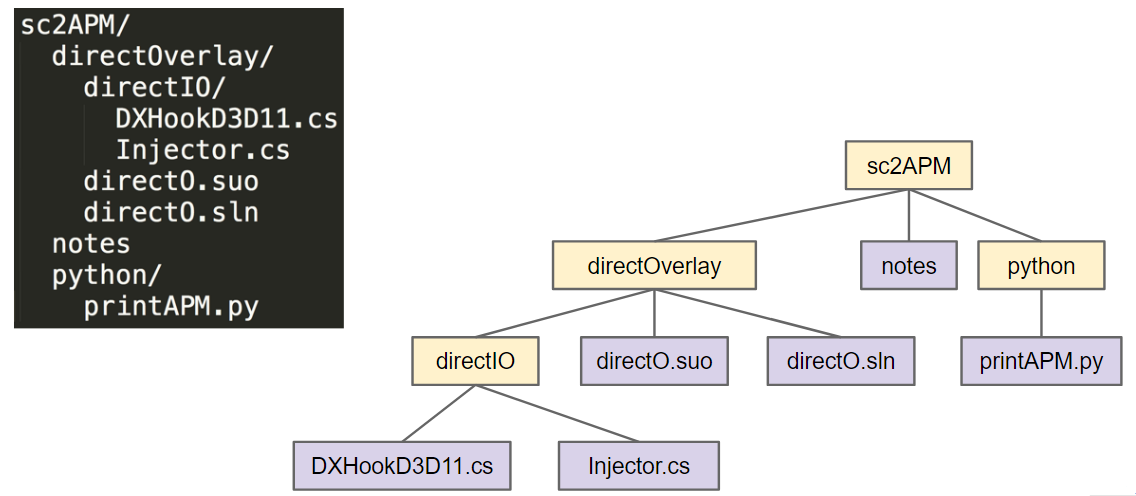 sc2APM/
directOverlay/
directIO/
DXHookD3D11.cs
Injector.cs
directO.suo
directO.sln
notes
python/
printAPM.py
sc2APM
directOverlay
notes
python
directIO
directO.suo
directO.sln
printAPM.py
DXHookD3D11.cs
Injector.cs